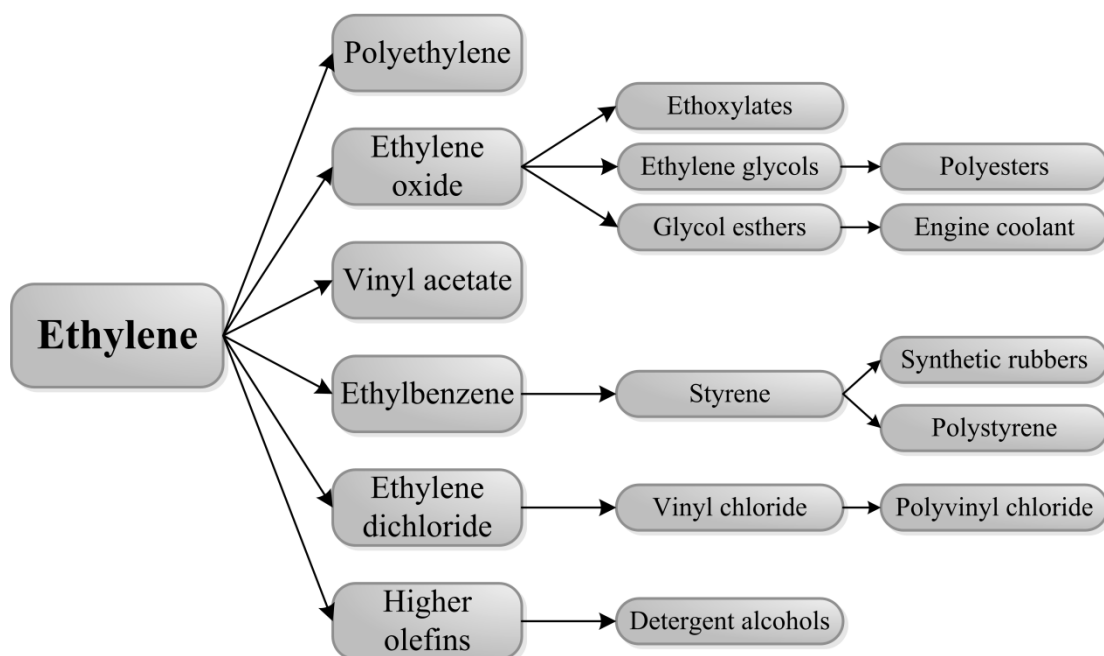 Ethylene
Polyethylene
Ethylene
oxide
Vinyl acetate
Ethylbenzene
Ethylene
dichloride
Higher
olefins
Ethoxylates
Ethylene glycols
Glycol esthers
Styrene
Vinyl chloride
Detergent alcohols
Polyesters
Engine coolant
Synthetic rubbers
Polystyrene
Polyvinyl chloride